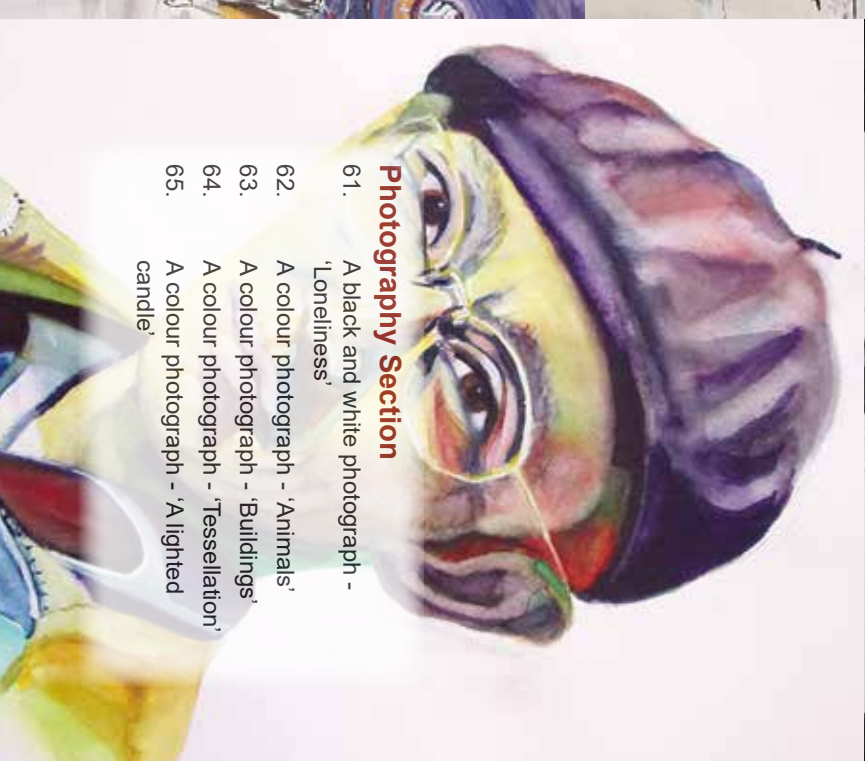 Photography Section
61. A black and white photograph -
‘Loneliness’
62. A colour photograph - ‘Animals’
63. A colour photograph - ‘Buildings’
64. A colour photograph - ‘Tessellation’
65. A colour photograph - ‘A lighted
candle’